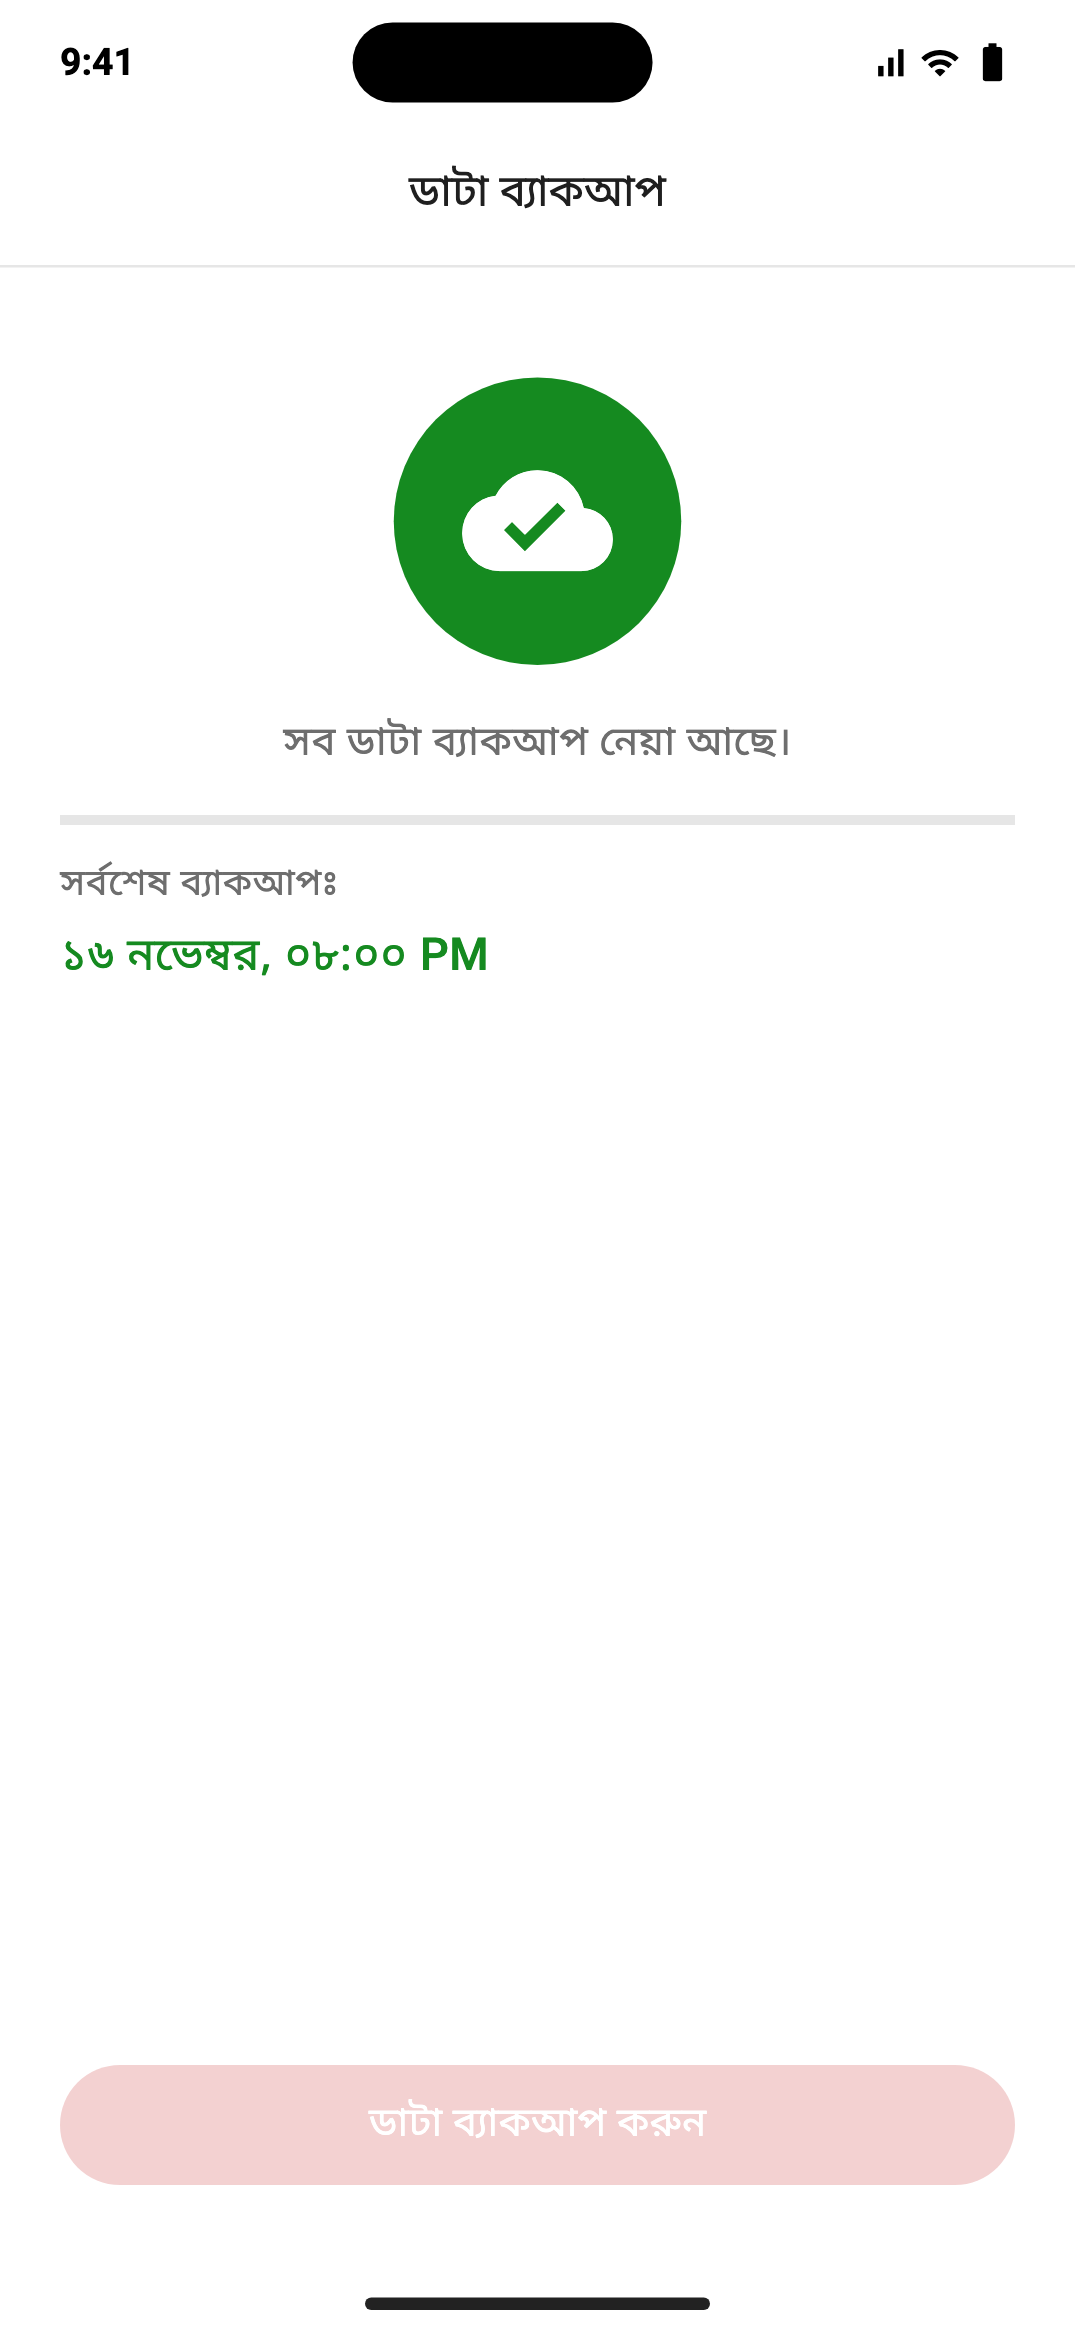 9:41
ডাটা ব্যাকআপ
সব ডাটা ব্যাকআপ নেয়া আছে।
সর্বশেষ ব্যাকআপঃ
১৬ নভেম্বর, ০৮:০০ PM
ডাটা ব্যাকআপ করুন